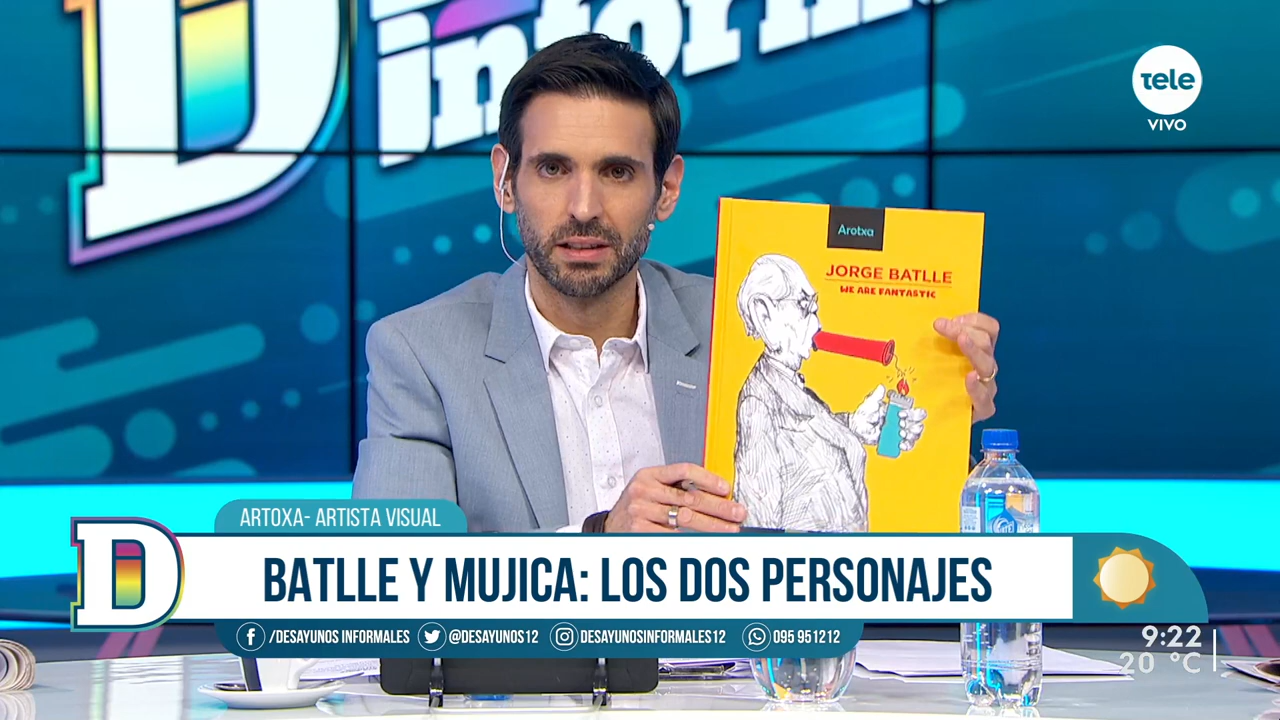 D
informa
tele
VIVO
Arotxa
JORGE BATLLE
WE ARE FANTASTIC
ARTOXA- ARTISTA VISUAL
D
BATLLE Y MUJICA: LOS DOS PERSONAJES
/DESAYUNOS INFORMALES
@DESAYUNOS12
DESAYUNOSINFORMALES12
095 951212
9:22
20 °C